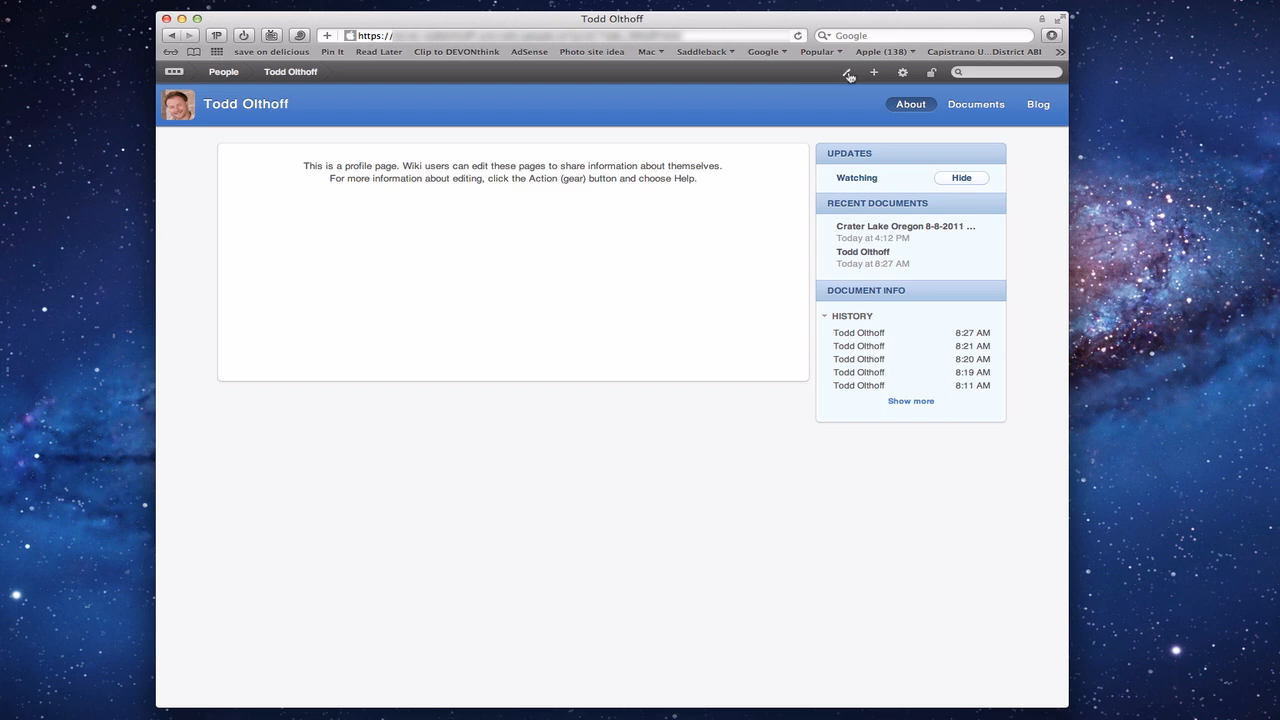 Todd Olthoff
1P
https://
Google
save on delicious Pin It Read Later Clip to DEVONthink AdSense Photo site idea Mac Saddleback Google Popular Apple (138) Capistrano U...District ABI
People Todd Olthoff
Todd Olthoff
About Documents Blog
This is a profile page. Wiki users can edit these pages to share information about themselves.
For more information about editing, click the Action (gear) button and choose Help.
UPDATES
Watching Hide
RECENT DOCUMENTS
Crater Lake Oregon 8-8-2011 ...
Today at 4:12 PM
Todd Olthoff
Today at 8:27 AM
DOCUMENT INFO
HISTORY
Todd Olthoff 8:27 AM
Todd Olthoff 8:21 AM
Todd Olthoff 8:20 AM
Todd Olthoff 8:19 AM
Todd Olthoff 8:11 AM
Show more